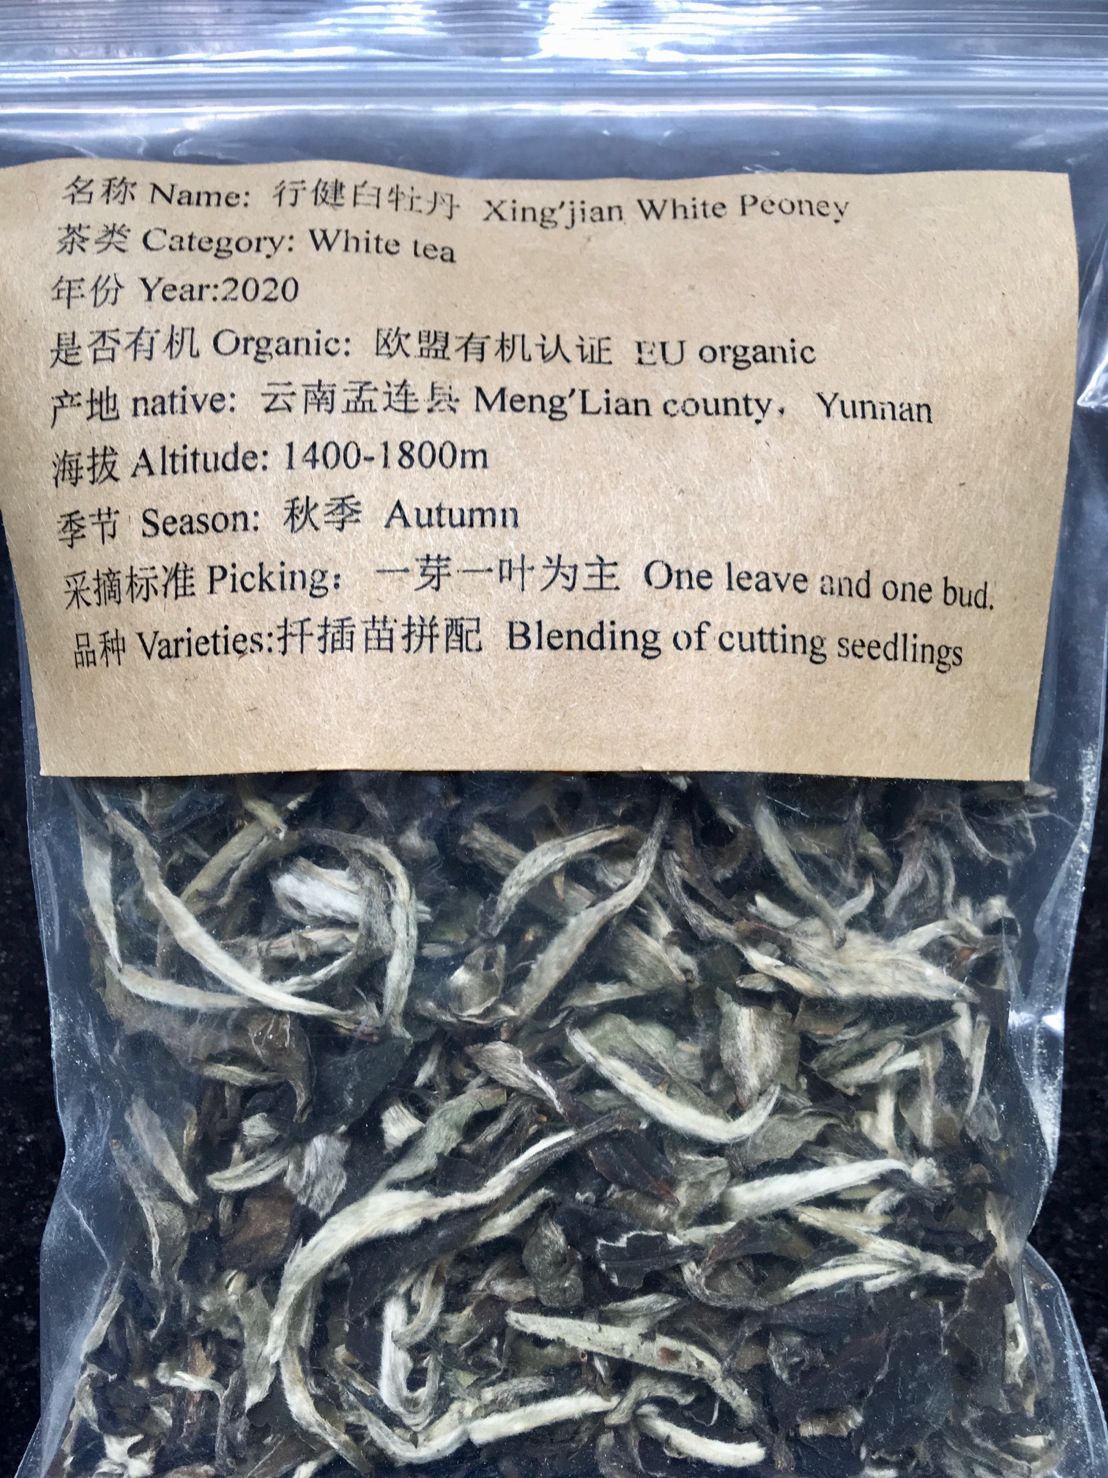 名称 Name: 行健白牡丹 Xing'jian White Peoney
茶类 Category: White tea
年份 Year:2020
是否有机 Organic: 欧盟有机认证 EU organic
产地 native: 云南孟连县 Meng'Lian county, Yunnan
海拔 Altitude: 1400-1800m
季节 Season: 秋季 Autumn
采摘标准 Picking: 一芽一叶为主 One leave and one bud.
品种 Varieties:扦插苗拼配 Blending of cutting seedlings